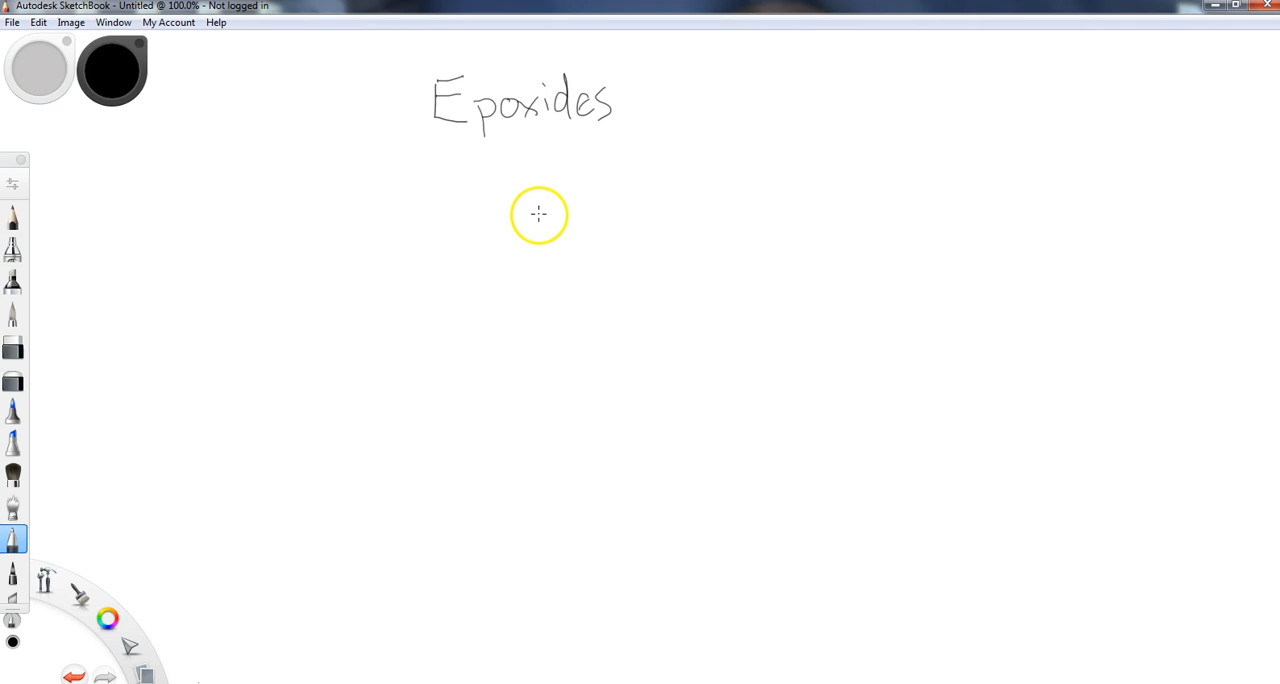 Autodesk SketchBook - Untitled @ 100.0% - Not logged in
File Edit Image Window My Account Help
Epoxides